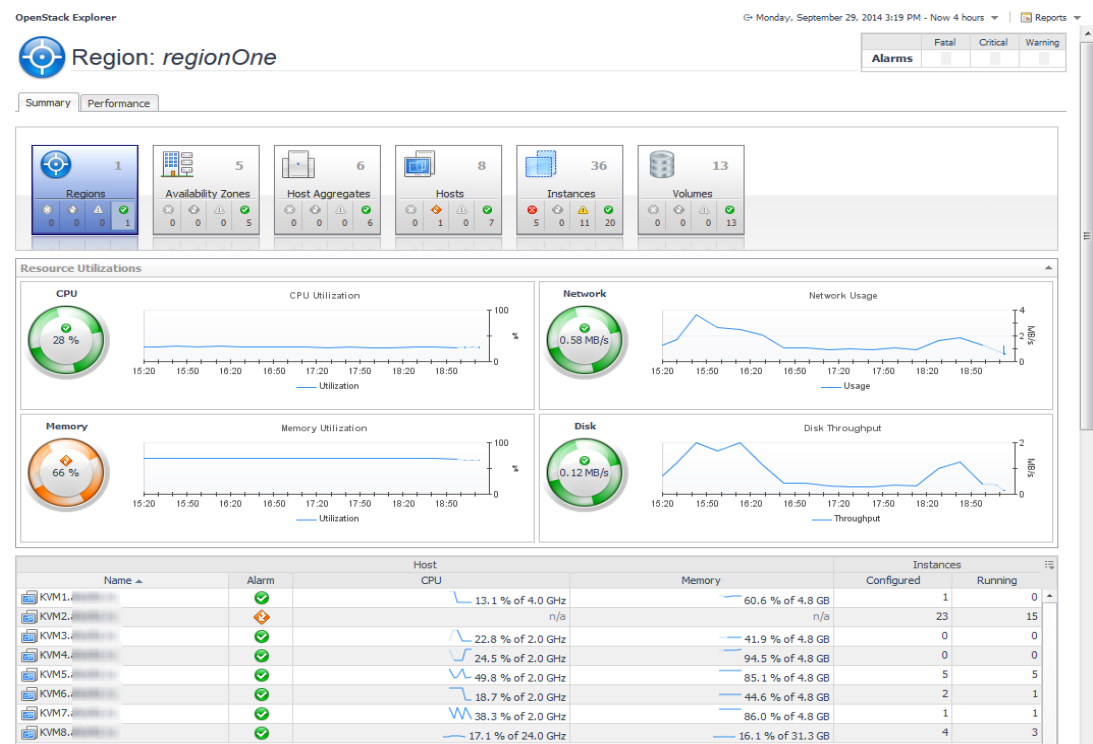 OpenStack Explorer
Monday, September 29, 2014 3:19 PM - Now 4 hours
Reports
Region: regionOne
Fatal Critical Warning
Alarms
Summary Performance
1 5 6 8 36 13
Regions Availability Zones Host Aggregates Hosts Instances Volumes
0 0 0 1 0 0 0 5 0 0 0 6 0 1 0 7 5 0 11 20 0 0 0 13
Resource Utilizations
CPU
28 %
CPU Utilization
100
%
0
15:20 15:50 16:20 16:50 17:20 17:50 18:20 18:50
Utilization
Network
0.58 MB/s
Network Usage
4
2
MB/s
0
15:20 15:50 16:20 16:50 17:20 17:50 18:20 18:50
Usage
Memory
66 %
Memory Utilization
100
%
0
15:20 15:50 16:20 16:50 17:20 17:50 18:20 18:50
Utilization
Disk
0.12 MB/s
Disk Throughput
2
MB/s
0
15:20 15:50 16:20 16:50 17:20 17:50 18:20 18:50
Throughput
Host Instances
Name Alarm CPU Memory Configured Running
KVM1. 13.1 % of 4.0 GHz 60.6 % of 4.8 GB 1 0
KVM2. n/a n/a 23 15
KVM3. 22.8 % of 2.0 GHz 41.9 % of 4.8 GB 0 0
KVM4. 24.5 % of 2.0 GHz 94.5 % of 4.8 GB 0 0
KVM5. 49.8 % of 2.0 GHz 85.1 % of 4.8 GB 5 5
KVM6. 18.7 % of 2.0 GHz 44.6 % of 4.8 GB 2 1
KVM7. 38.3 % of 2.0 GHz 86.0 % of 4.8 GB 1 1
KVM8. 17.1 % of 24.0 GHz 16.1 % of 31.3 GB 4 3